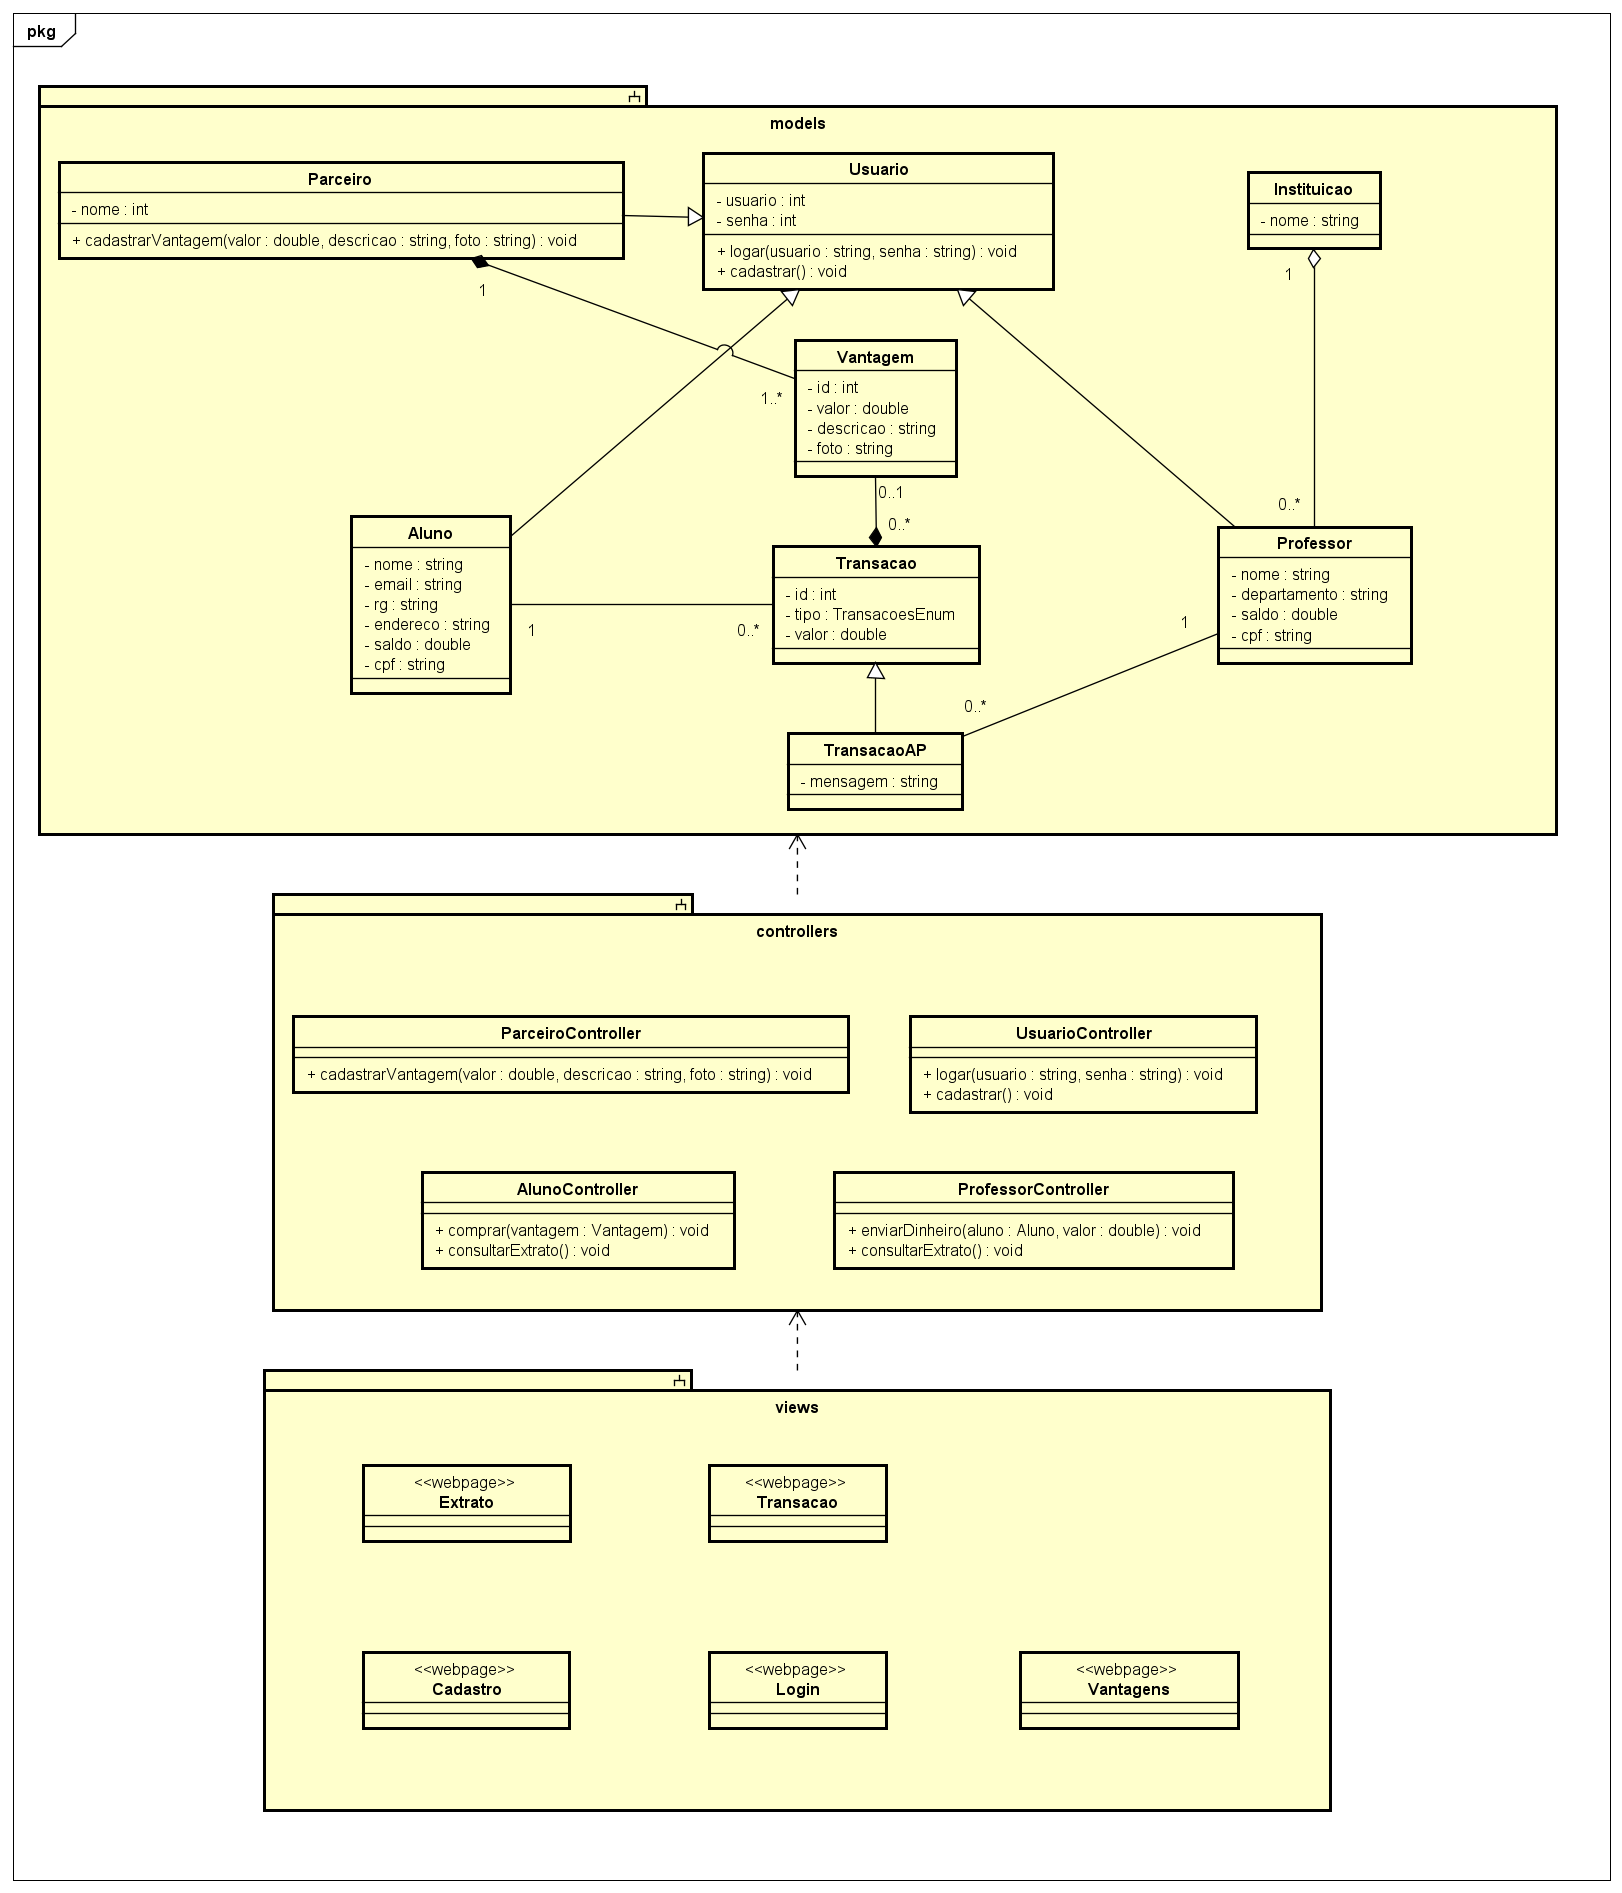 pkg
models
Parceiro
- nome : int
+ cadastrarVantagem(valor : double, descricao : string, foto : string) : void
Usuario
- usuario : int
- senha : int
+ logar(usuario : string, senha : string) : void
+ cadastrar() : void
Instituicao
- nome : string
1
1
Vantagem
- id : int
- valor : double
- descricao : string
- foto : string
1..*
0..1
0..*
0..*
Aluno
- nome : string
- email : string
- rg : string
- endereco : string
- saldo : double
- cpf : string
1
0..*
Transacao
- id : int
- tipo : TransacoesEnum
- valor : double
Professor
- nome : string
- departamento : string
- saldo : double
- cpf : string
1
0..*
TransacaoAP
- mensagem : string
controllers
ParceiroController
+ cadastrarVantagem(valor : double, descricao : string, foto : string) : void
UsuarioController
+ logar(usuario : string, senha : string) : void
+ cadastrar() : void
AlunoController
+ comprar(vantagem : Vantagem) : void
+ consultarExtrato() : void
ProfessorController
+ enviarDinheiro(aluno : Aluno, valor : double) : void
+ consultarExtrato() : void
views
<<webpage>>
Extrato
<<webpage>>
Transacao
<<webpage>>
Cadastro
<<webpage>>
Login
<<webpage>>
Vantagens